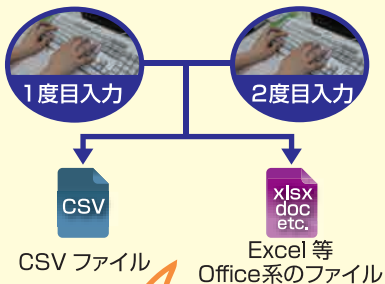 1度目入力
2度目入力
CSV
xlsx
doc
etc.
CSV ファイル
Excel 等
Office系のファイル